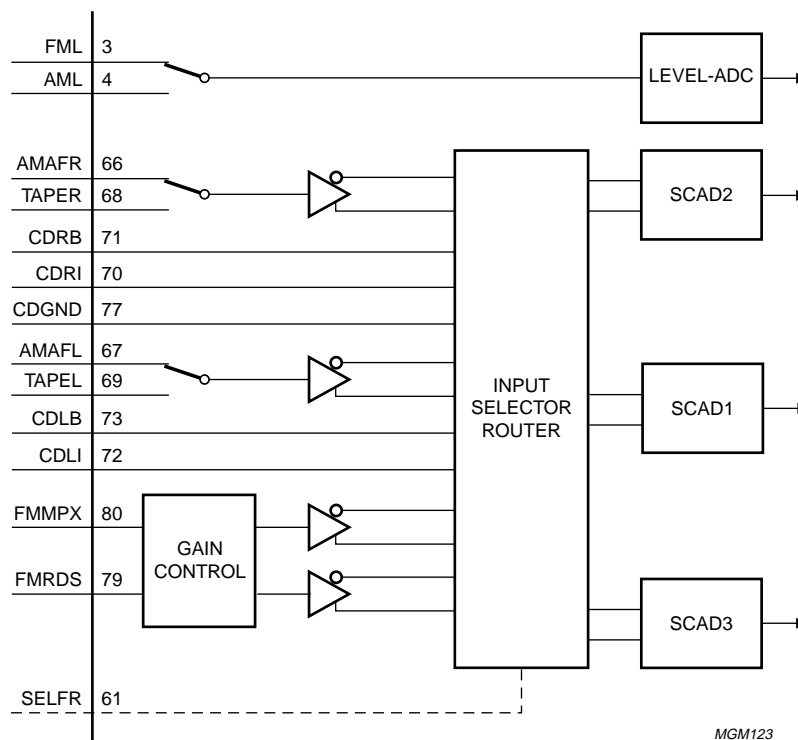 FML 3
AML 4
LEVEL-ADC
AMAFR 66
TAPER 68
SCAD2
CDRB 71
CDRI 70
CDGND 77
AMAFL 67
TAPEL 69
INPUT
SELECTOR
ROUTER
SCAD1
CDLB 73
CDLI 72
FMMPX 80
GAIN
CONTROL
FMRDS 79
SCAD3
SELFR 61
MGM123